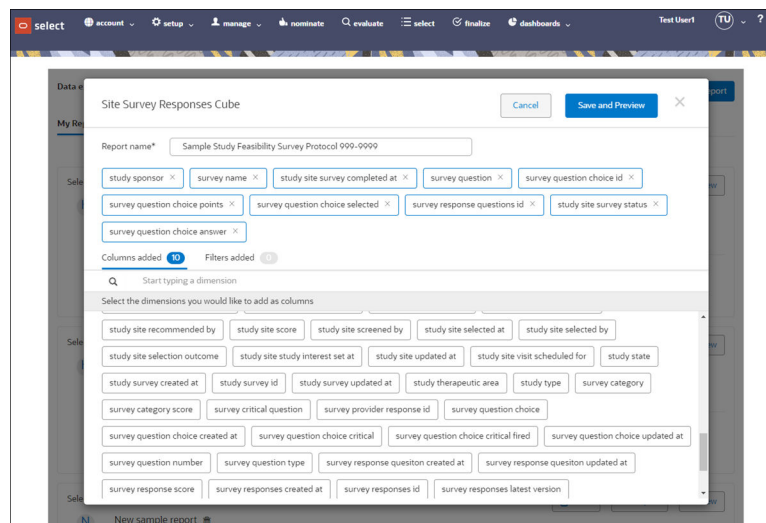 select account setup manage nominate evaluate select finalize dashboards Test User1 TU ?
Data e port
My Re
Site Survey Responses Cube Cancel Save and Preview ×
Report name* Sample Study Feasibility Survey Protocol 999-9999
Sele
study sponsor × survey name × study site survey completed at × survey question × survey question choice id ×
survey question choice points × survey question choice selected × survey response questions id × study site survey status ×
survey question choice answer ×
Columns added 10 Filters added 0
Start typing a dimension
Select the dimensions you would like to add as columns
study site recommended by study site score study site screened by study site selected at study site selected by
Sele
study site selection outcome study site study interest set at study site updated at study site visit scheduled for study state
study survey created at study survey id study survey updated at study therapeutic area study type survey category
survey category score survey critical question survey provider response id survey question choice
survey question choice created at survey question choice critical survey question choice critical fired survey question choice updated at
survey question number survey question type survey response quesiton created at survey response quesiton updated at
survey response score survey responses created at survey responses id survey responses latest version
Sele
N New sample report